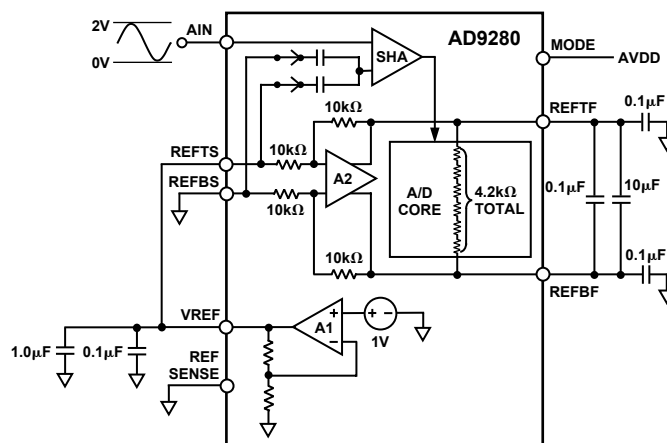 2V
0V
AIN
SHA
AD9280
MODE
AVDD
10kΩ
REFTF
0.1µF
REFTS
10kΩ
REFBS
10kΩ
A2
A/D
CORE
4.2kΩ
TOTAL
0.1µF
10µF
10kΩ
0.1µF
REFBF
VREF
A1
+
−
+ −
1V
1.0µF
0.1µF
REF
SENSE